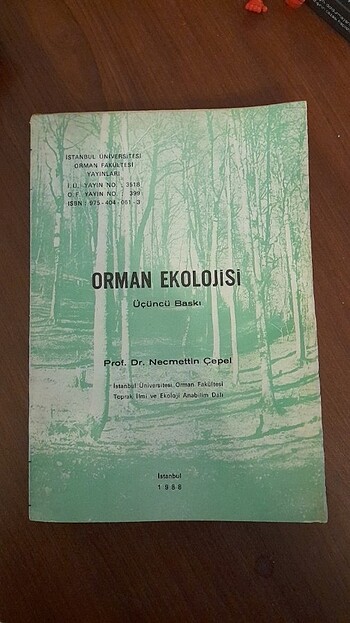 İSTANBUL ÜNİVERSİTESİ
ORMAN FAKÜLTESİ
YAYINLARI
İ.Ü. YAYIN NO. : 3518
O.F. YAYIN NO. : 399
ISBN : 975-404-061-3
ORMAN EKOLOJİSİ
Üçüncü Baskı
Prof. Dr. Necmettin Çepel
İstanbul Üniversitesi Orman Fakültesi
Toprak İlmi ve Ekoloji Anabilim Dalı
İstanbul
1988